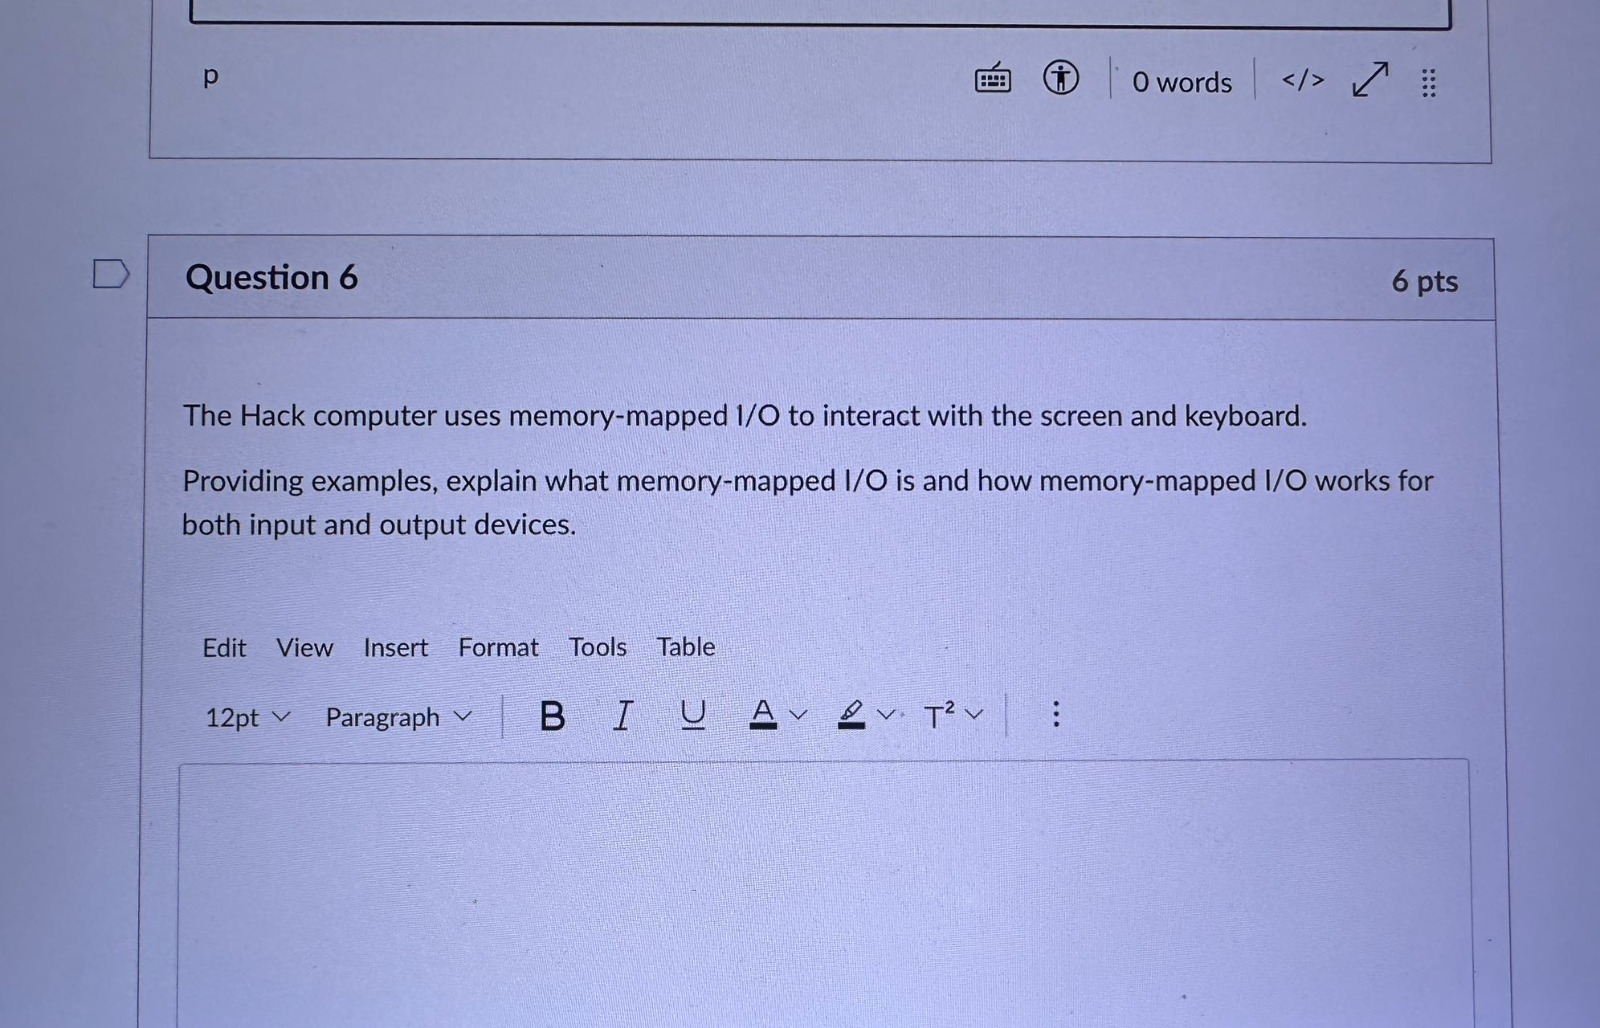 p
0 words
</>
Question 6
6 pts
The Hack computer uses memory-mapped I/O to interact with the screen and keyboard.
Providing examples, explain what memory-mapped I/O is and how memory-mapped I/O works for
both input and output devices.
Edit View Insert Format Tools Table
12pt Paragraph B I U A T²